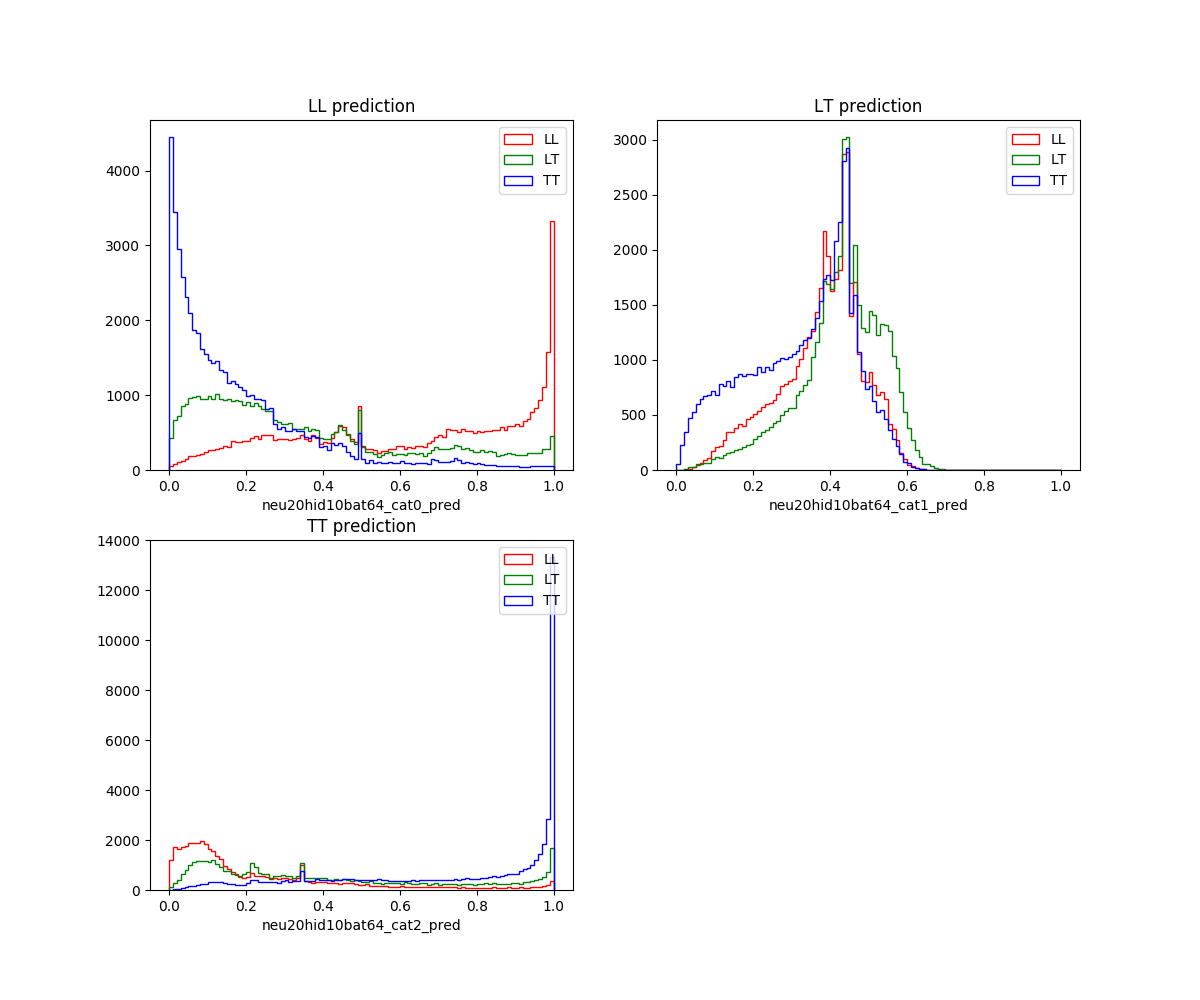 LL prediction
LL
LT
TT
4000
3000
2000
1000
0
0.0 0.2 0.4 0.6 0.8 1.0
neu20hid10bat64_cat0_pred
LT prediction
LL
LT
TT
3000
2500
2000
1500
1000
500
0
0.0 0.2 0.4 0.6 0.8 1.0
neu20hid10bat64_cat1_pred
TT prediction
LL
LT
TT
14000
12000
10000
8000
6000
4000
2000
0
0.0 0.2 0.4 0.6 0.8 1.0
neu20hid10bat64_cat2_pred